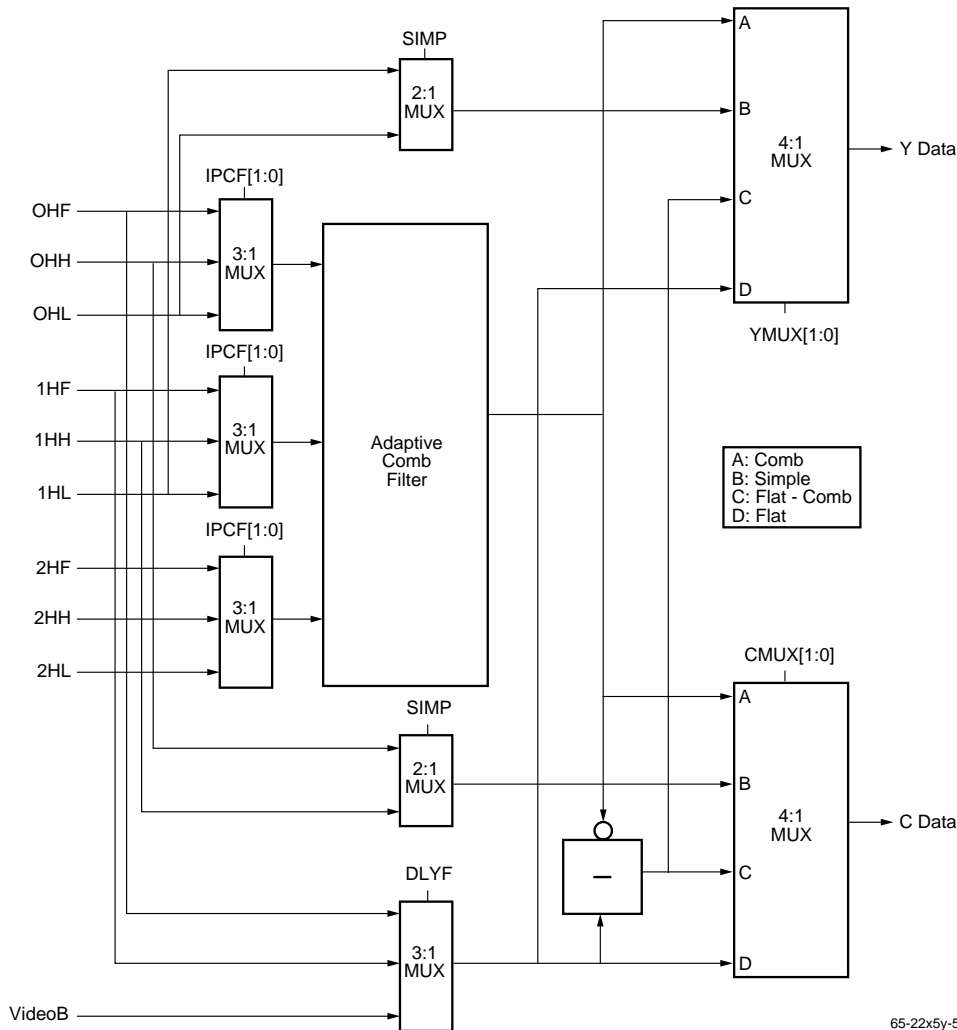 A
SIMP
2:1
MUX
B
4:1
MUX
Y Data
IPCF[1:0]
C
OHF
3:1
MUX
OHH
OHL
D
YMUX[1:0]
IPCF[1:0]
1HF
3:1
MUX
1HH
1HL
Adaptive
Comb
Filter
A: Comb
B: Simple
C: Flat - Comb
D: Flat
IPCF[1:0]
2HF
3:1
MUX
2HH
2HL
CMUX[1:0]
A
SIMP
2:1
MUX
B
4:1
MUX
C Data
–
C
DLYF
3:1
MUX
D
VideoB
65-22x5y-5